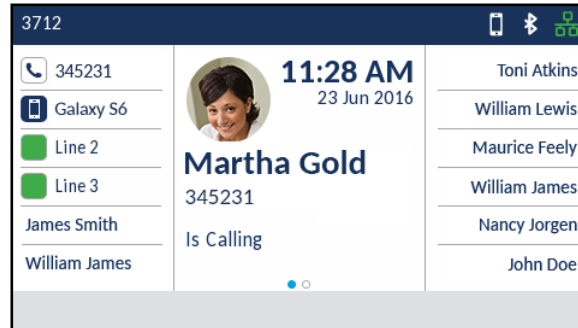 3712
345231
Galaxy S6
Line 2
Line 3
James Smith
William James
11:28 AM
23 Jun 2016
Martha Gold
345231
Is Calling
Toni Atkins
William Lewis
Maurice Feely
William James
Nancy Jorgen
John Doe